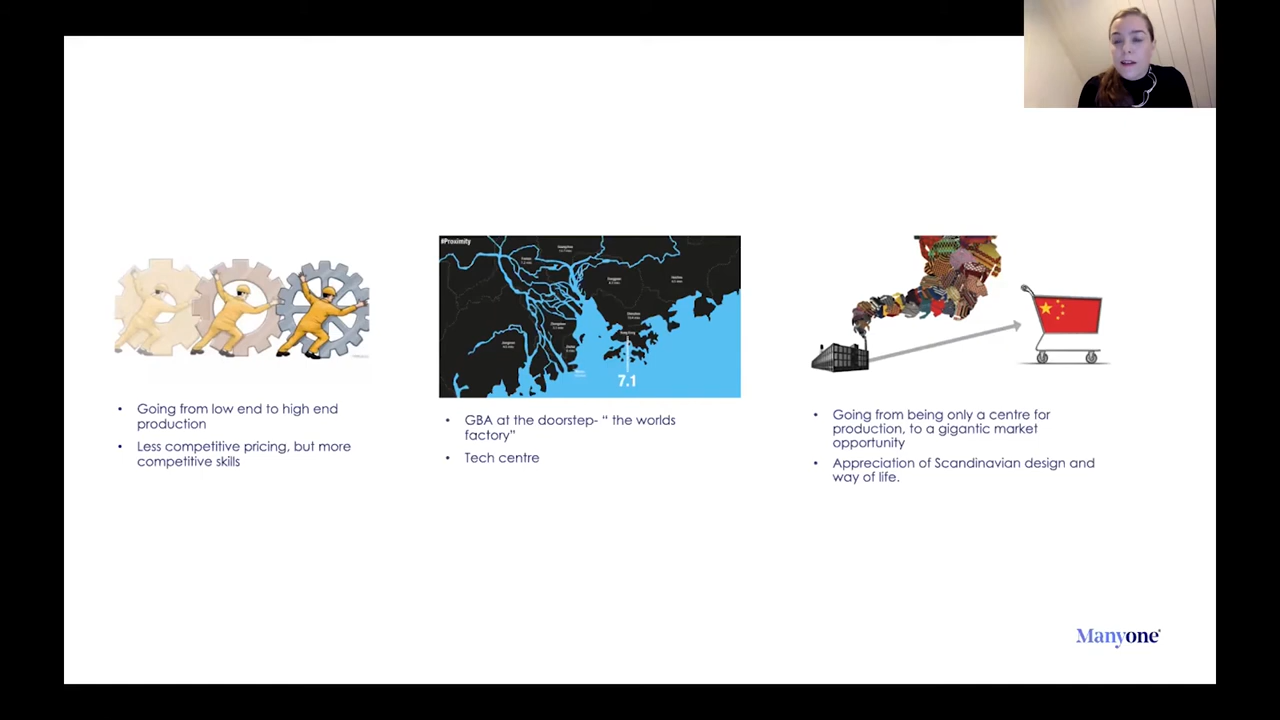 #Proximity
7.1
• Going from low end to high end
production
• Less competitive pricing, but more
competitive skills
• GBA at the doorstep- “ the worlds
factory”
• Tech centre
• Going from being only a centre for
production, to a gigantic market
opportunity
• Appreciation of Scandinavian design and
way of life.
Manyone